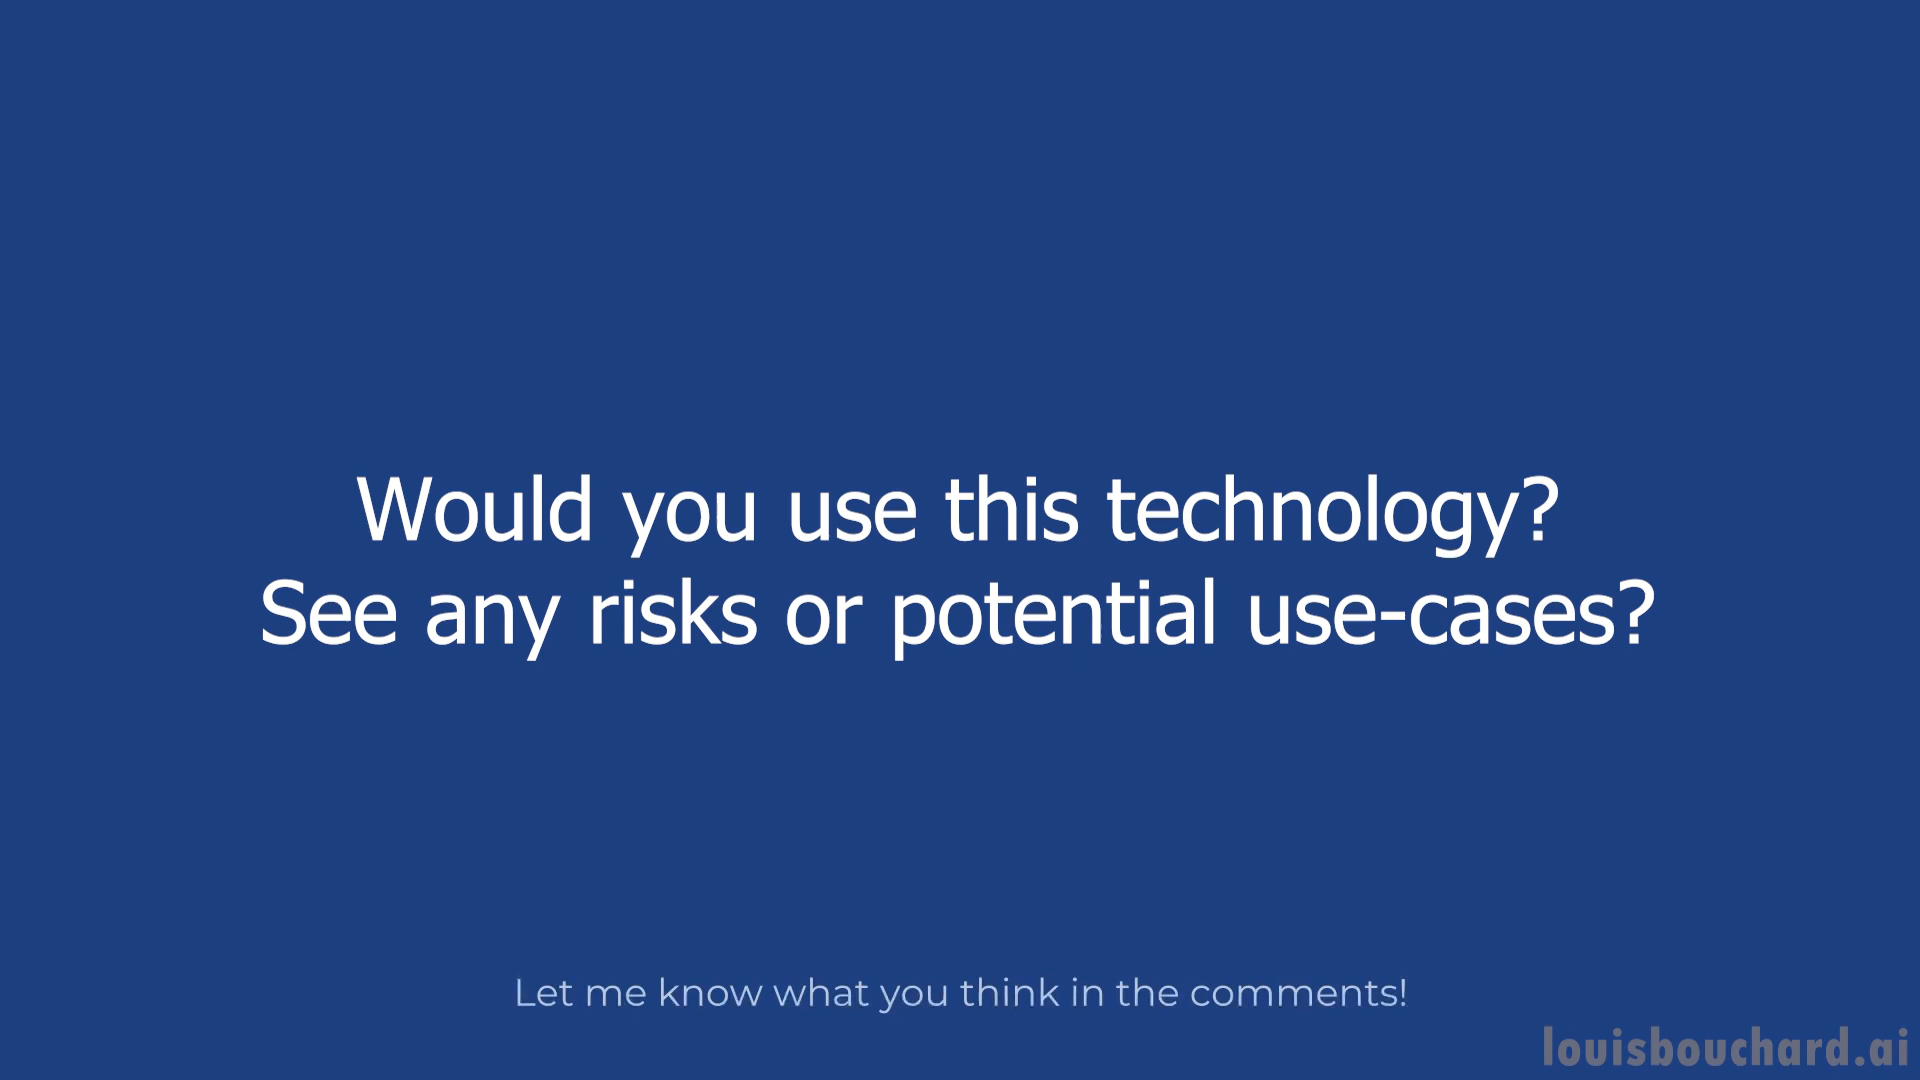 Would you use this technology?
See any risks or potential use-cases?
Let me know what you think in the comments!
louisbouchard.ai